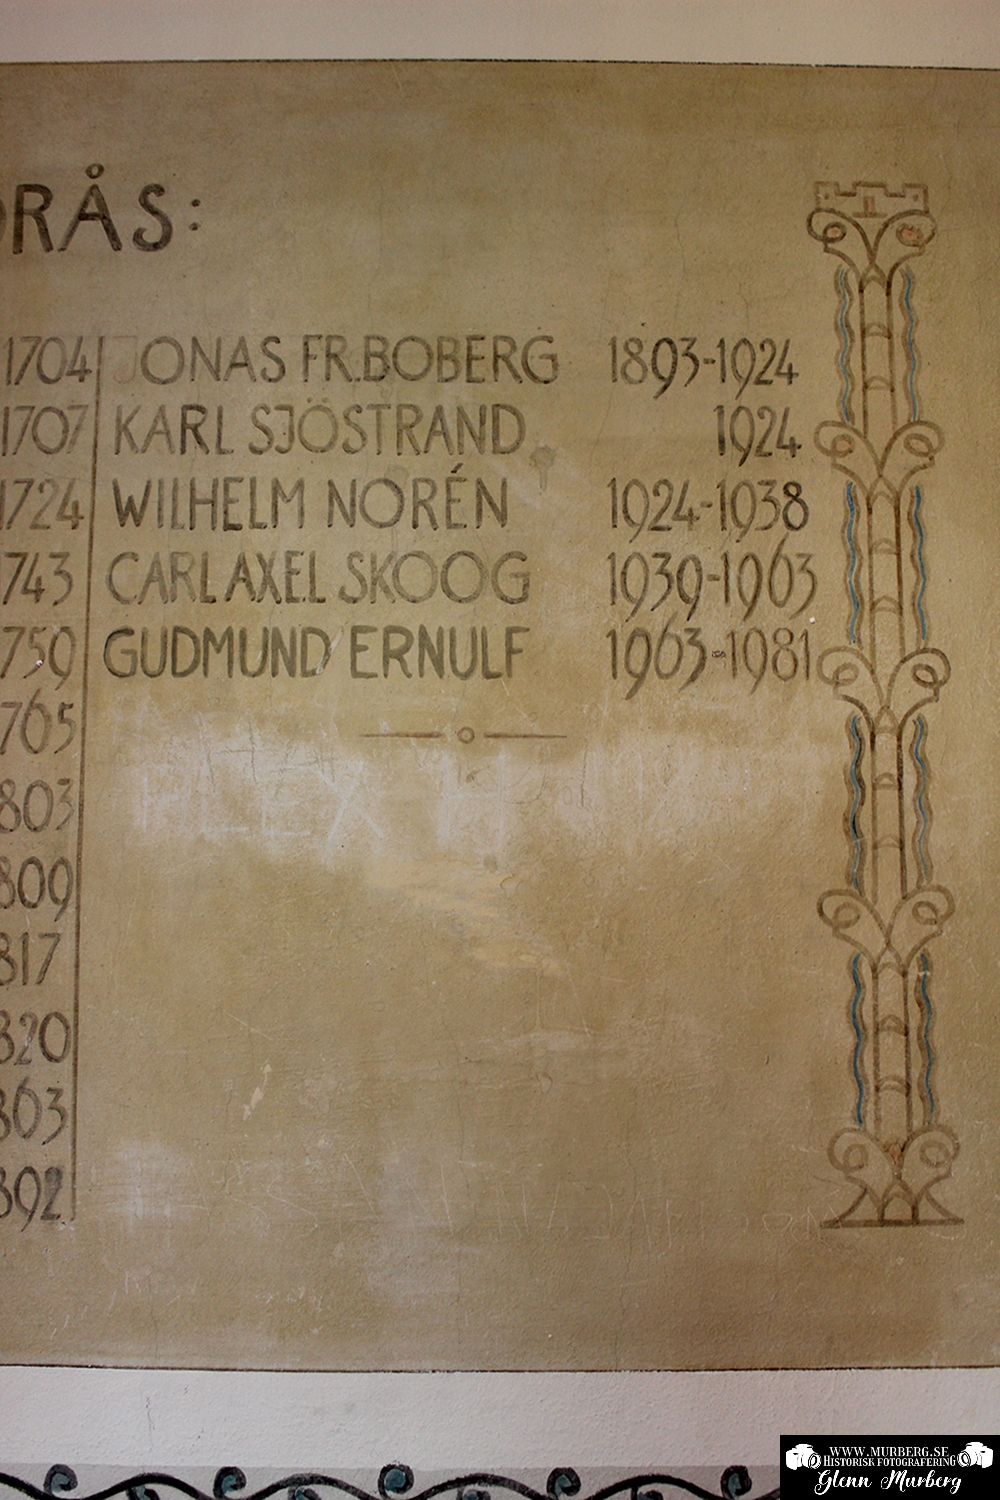 RÅS:
1704 JONAS FR. BOBERG 1893-1924
1707 KARL SJÖSTRAND 1924
1724 WILHELM NORÉN 1924-1938
743 CARL AXEL SKOOG 1939-1963
759 GUDMUND ERNULF 1963-1981
765
803
ALEX H
809
817
820
863
892
WWW.MURBERG.SE
HISTORISK FOTOGRAFERING
Glenn Murberg